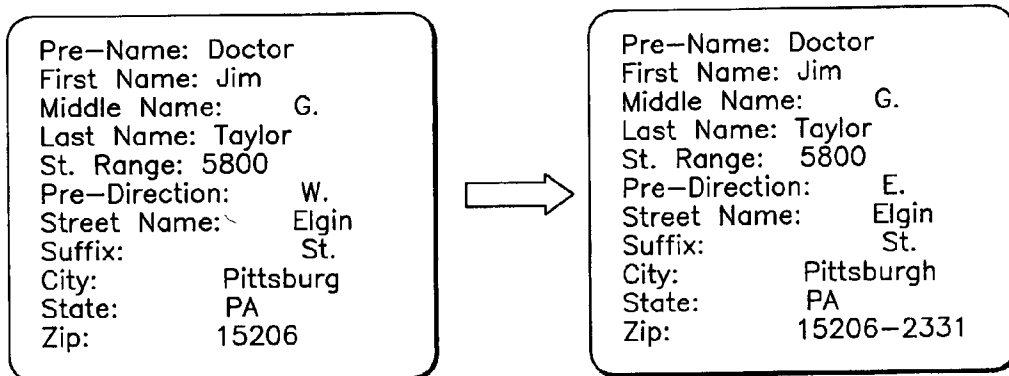 Pre-Name: Doctor
First Name: Jim
Middle Name: G.
Last Name: Taylor
St. Range: 5800
Pre-Direction: W.
Street Name: Elgin
Suffix: St.
City: Pittsburg
State: PA
Zip: 15206
Pre-Name: Doctor
First Name: Jim
Middle Name: G.
Last Name: Taylor
St. Range: 5800
Pre-Direction: E.
Street Name: Elgin
Suffix: St.
City: Pittsburgh
State: PA
Zip: 15206-2331